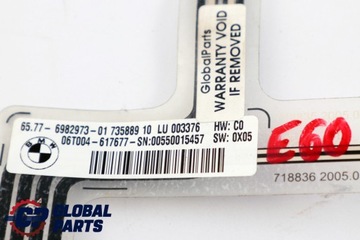 GlobalParts
WARRANTY VOID
IF REMOVED
65.77- 6982973-01 735889 10 LU 003376 HW: C0
06T004-617677-SN:00550015457 SW: 0X05
BMW
E60
718836 2005.0
GLOBAL
PARTS